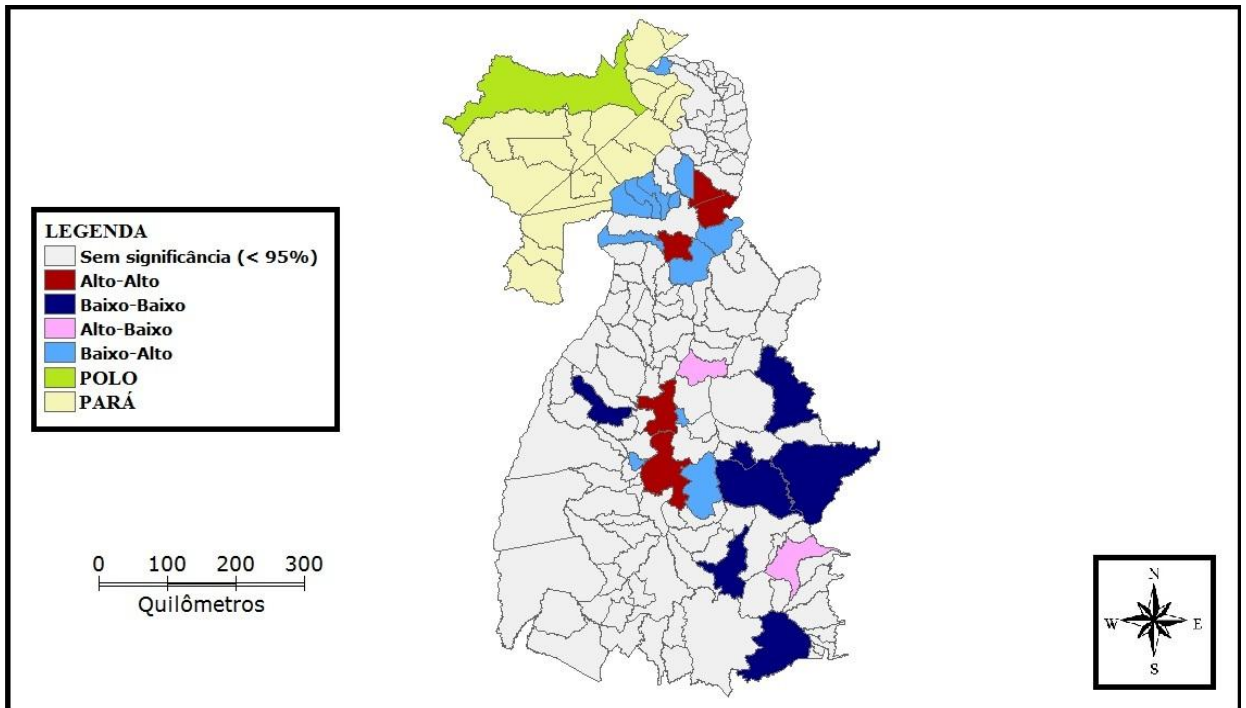 LEGENDA
Sem significância (< 95%)
Alto-Alto
Baixo-Baixo
Alto-Baixo
Baixo-Alto
POLO
PARÁ
0 100 200 300
Quilômetros
N
W E
S